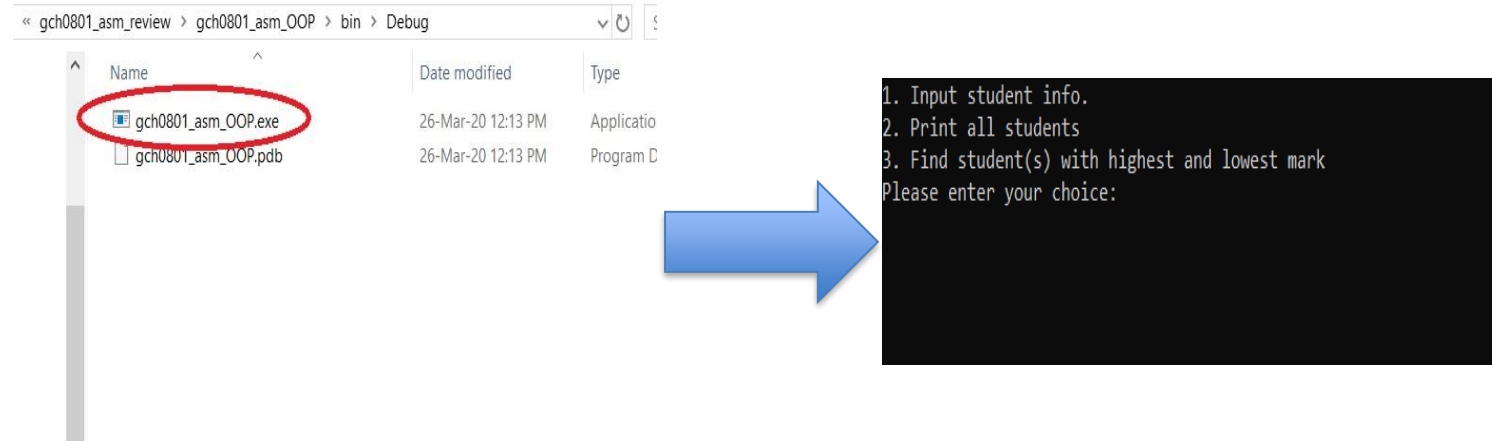 « gch0801_asm_review > gch0801_asm_OOP > bin > Debug
Name Date modified Type
gch0801_asm_OOP.exe 26-Mar-20 12:13 PM Applicatio
gch0801_asm_OOP.pdb 26-Mar-20 12:13 PM Program D
1. Input student info.
2. Print all students
3. Find student(s) with highest and lowest mark
Please enter your choice: